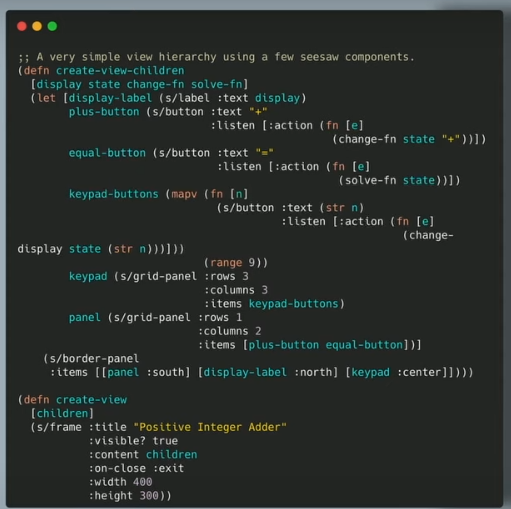 ;; A very simple view hierarchy using a few seesaw components.
(defn create-view-children
  [display state change-fn solve-fn]
  (let [display-label (s/label :text display)
        plus-button (s/button :text "+"
                              :listen [:action (fn [e]
                                                 (change-fn state "+"))])
        equal-button (s/button :text "="
                               :listen [:action (fn [e]
                                                  (solve-fn state))])
        keypad-buttons (mapv (fn [n]
                               (s/button :text (str n)
                                         :listen [:action (fn [e]
                                                            (change-
display state (str n)))]))
                             (range 9))
        keypad (s/grid-panel :rows 3
                             :columns 3
                             :items keypad-buttons)
        panel (s/grid-panel :rows 1
                            :columns 2
                            :items [plus-button equal-button])]
    (s/border-panel
     :items [[panel :south] [display-label :north] [keypad :center]])))

(defn create-view
  [children]
  (s/frame :title "Positive Integer Adder"
           :visible? true
           :content children
           :on-close :exit
           :width 400
           :height 300))